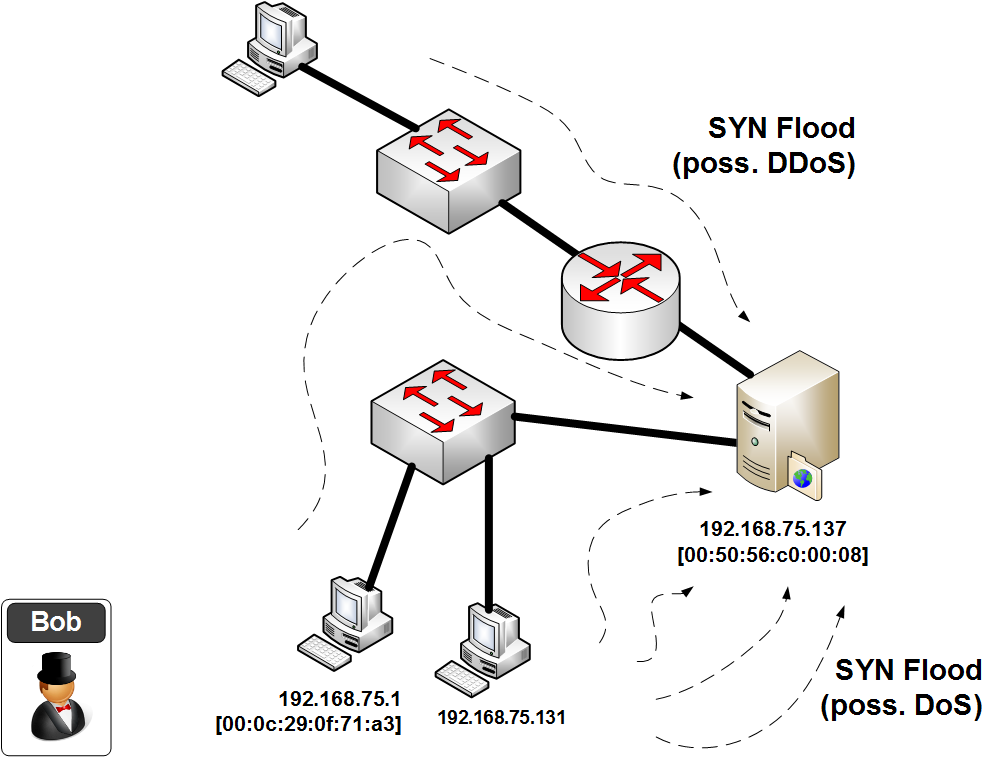 SYN Flood
(poss. DDoS)
192.168.75.137
[00:50:56:c0:00:08]
Bob
192.168.75.1
[00:0c:29:0f:71:a3]
192.168.75.131
SYN Flood
(poss. DoS)